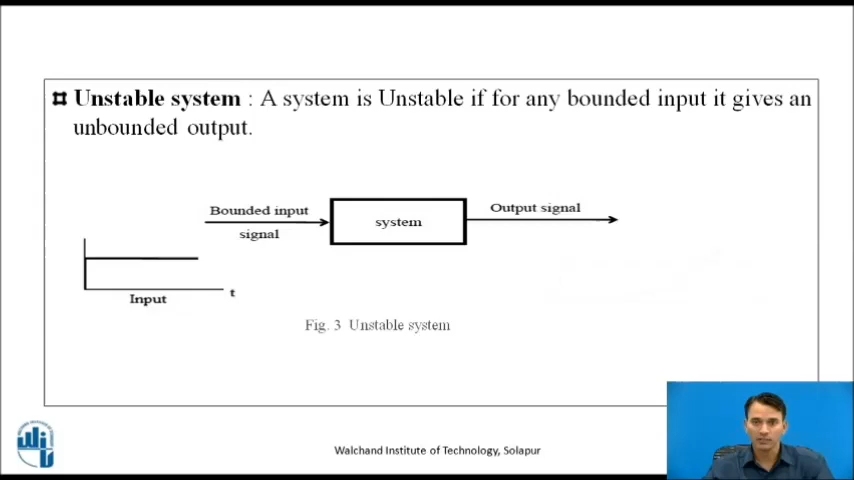 Unstable system : A system is Unstable if for any bounded input it gives an
unbounded output.
Bounded input
signal
system
Output signal
Input
t
Fig. 3 Unstable system
Walchand Institute of Technology, Solapur